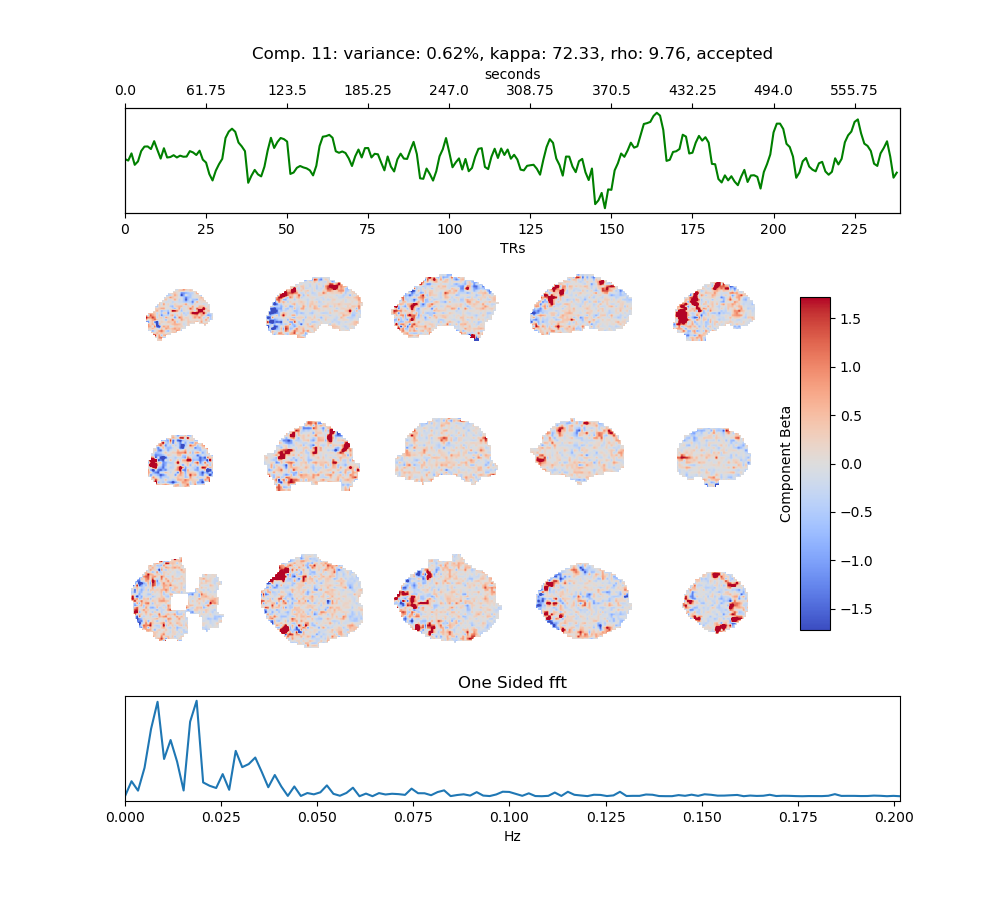 Comp. 11: variance: 0.62%, kappa: 72.33, rho: 9.76, accepted
seconds
0.0 61.75 123.5 185.25 247.0 308.75 370.5 432.25 494.0 555.75
0 25 50 75 100 125 150 175 200 225
TRs
1.5
1.0
0.5
0.0
−0.5
−1.0
−1.5
Component Beta
One Sided fft
0.000 0.025 0.050 0.075 0.100 0.125 0.150 0.175 0.200
Hz